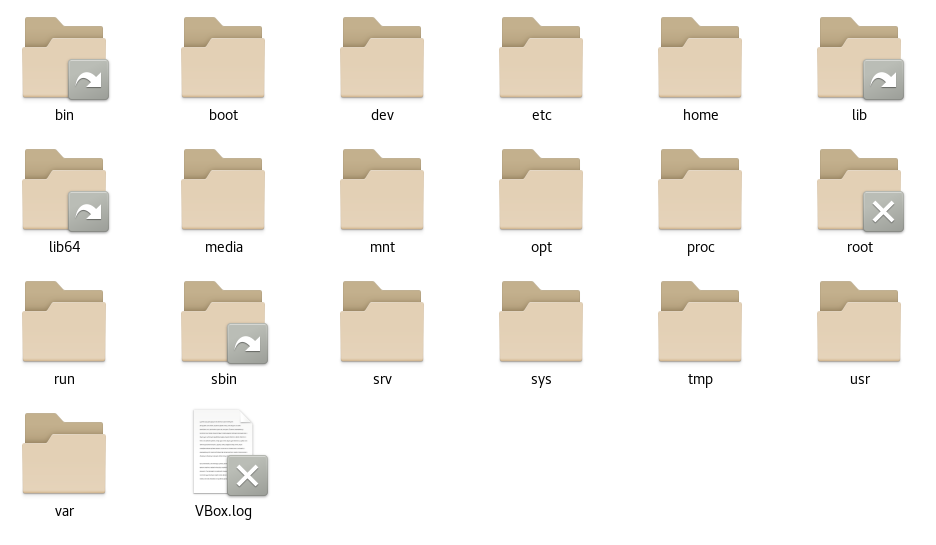 bin boot dev etc home lib
lib64 media mnt opt proc root
run sbin srv sys tmp usr
var VBox.log